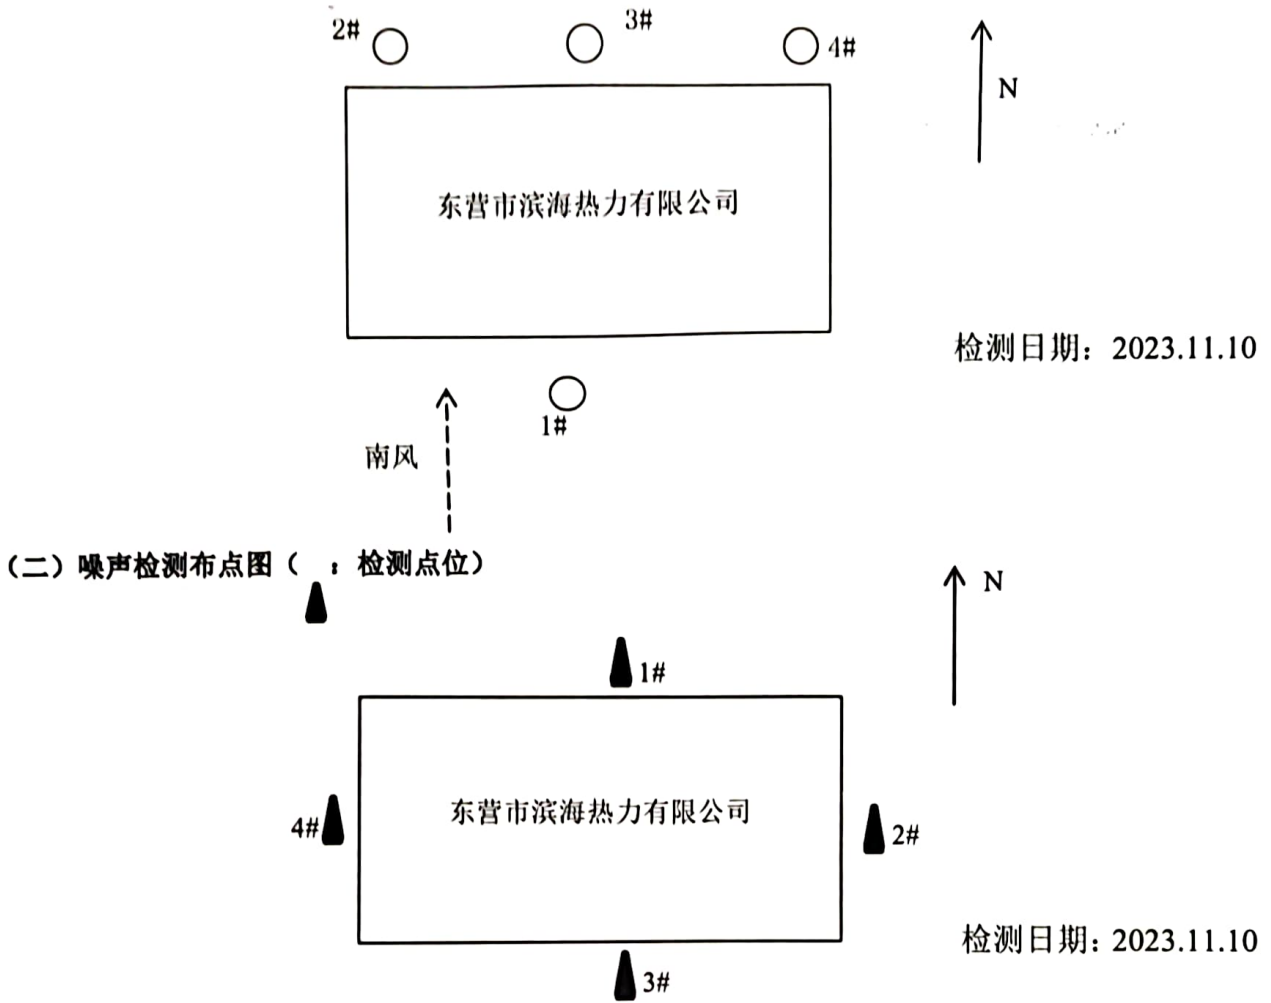 2#
3#
4#
N
东营市滨海热力有限公司
检测日期：2023.11.10
1#
南风
（二）噪声检测布点图（ ：检测点位）
N
1#
东营市滨海热力有限公司
4#
2#
检测日期：2023.11.10
3#